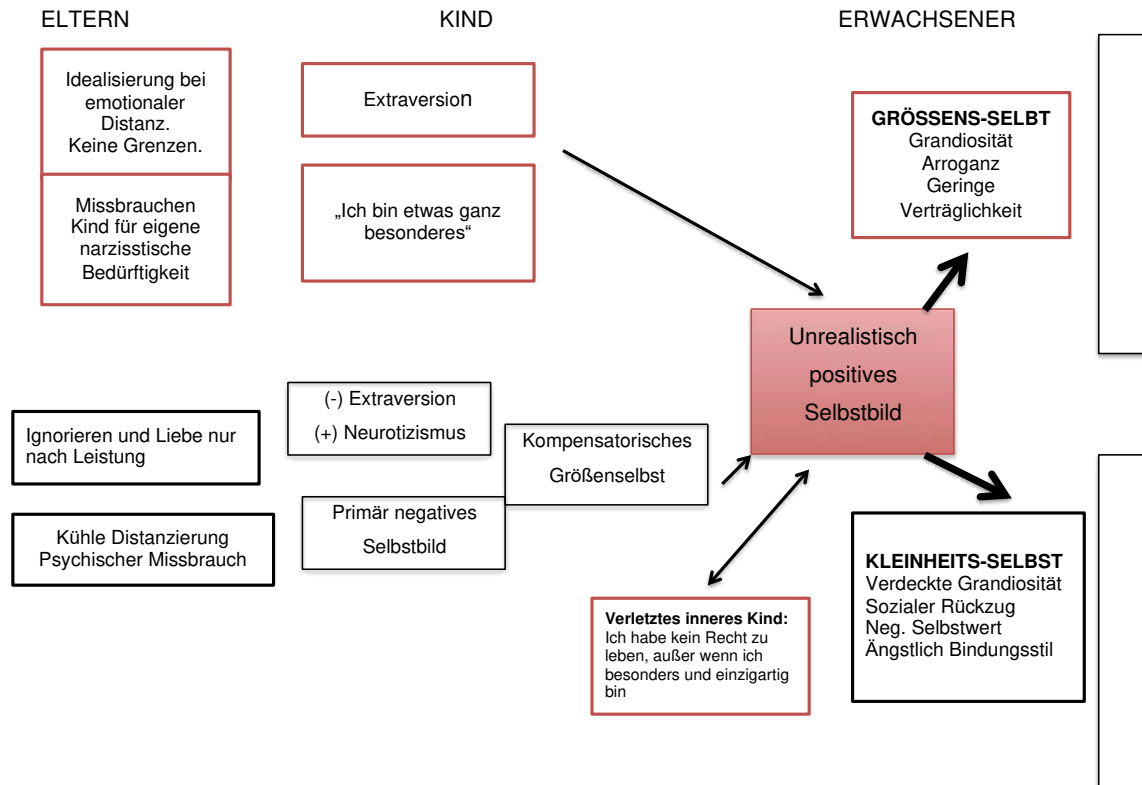 ELTERN
KIND
ERWACHSENER
Idealisierung bei
emotionaler
Distanz.
Keine Grenzen.
Missbrauchen
Kind für eigene
narzisstische
Bedürftigkeit
Extraversion
„Ich bin etwas ganz
besonderes“
GRÖSSENS-SELBT
Grandiosität
Arroganz
Geringe
Verträglichkeit
Unrealistisch
positives
Selbstbild
Ignorieren und Liebe nur
nach Leistung
Kühle Distanzierung
Psychischer Missbrauch
(-) Extraversion
(+) Neurotizismus
Primär negatives
Selbstbild
Kompensatorisches
Größenselbst
Verletztes inneres Kind:
Ich habe kein Recht zu
leben, außer wenn ich
besonders und einzigartig
bin
KLEINHEITS-SELBST
Verdeckte Grandiosität
Sozialer Rückzug
Neg. Selbstwert
Ängstlich Bindungsstil